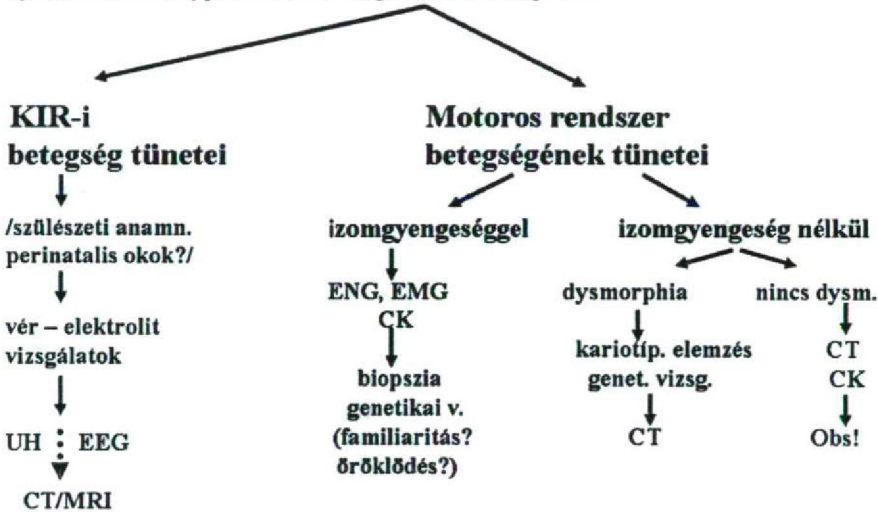 KIR-i
betegség tünetei
/szülészeti anamn.
perinatalis okok?/
vér – elektrolit
vizsgálatok
UH EEG
CT/MRI
Motoros rendszer
betegségének tünetei
izomgyengeséggel
ENG, EMG
CK
biopszia
genetikai v.
(familiaritás?
öröklődés?)
izomgyengeség nélkül
dysmorphia
kariotíp. elemzés
genet. vizsg.
CT
nincs dysm.
CT
CK
Obs!